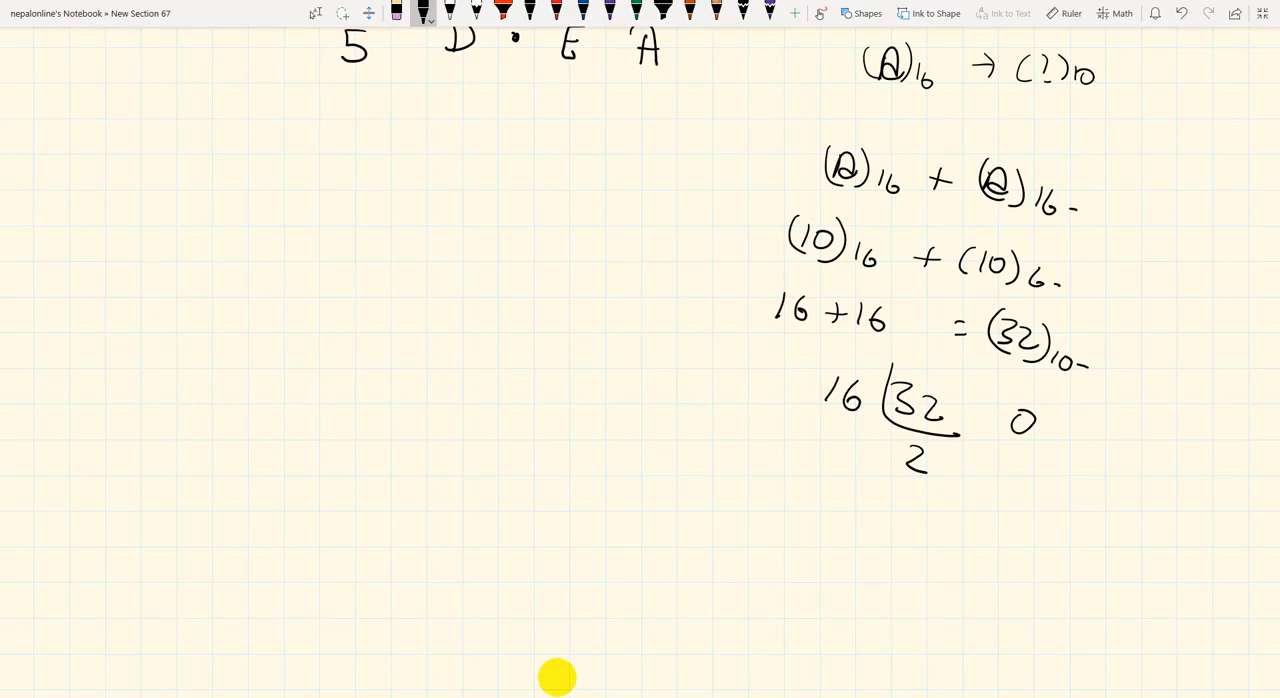 nepalonline's Notebook » New Section 67
Shapes Ink to Shape Ink to Text Ruler Math
5 D . E A
(A)16 → (?)10
(A)16 + (A)16-
(10)16 + (10)6-
16 + 16 = (32)10-
16 32 0
2